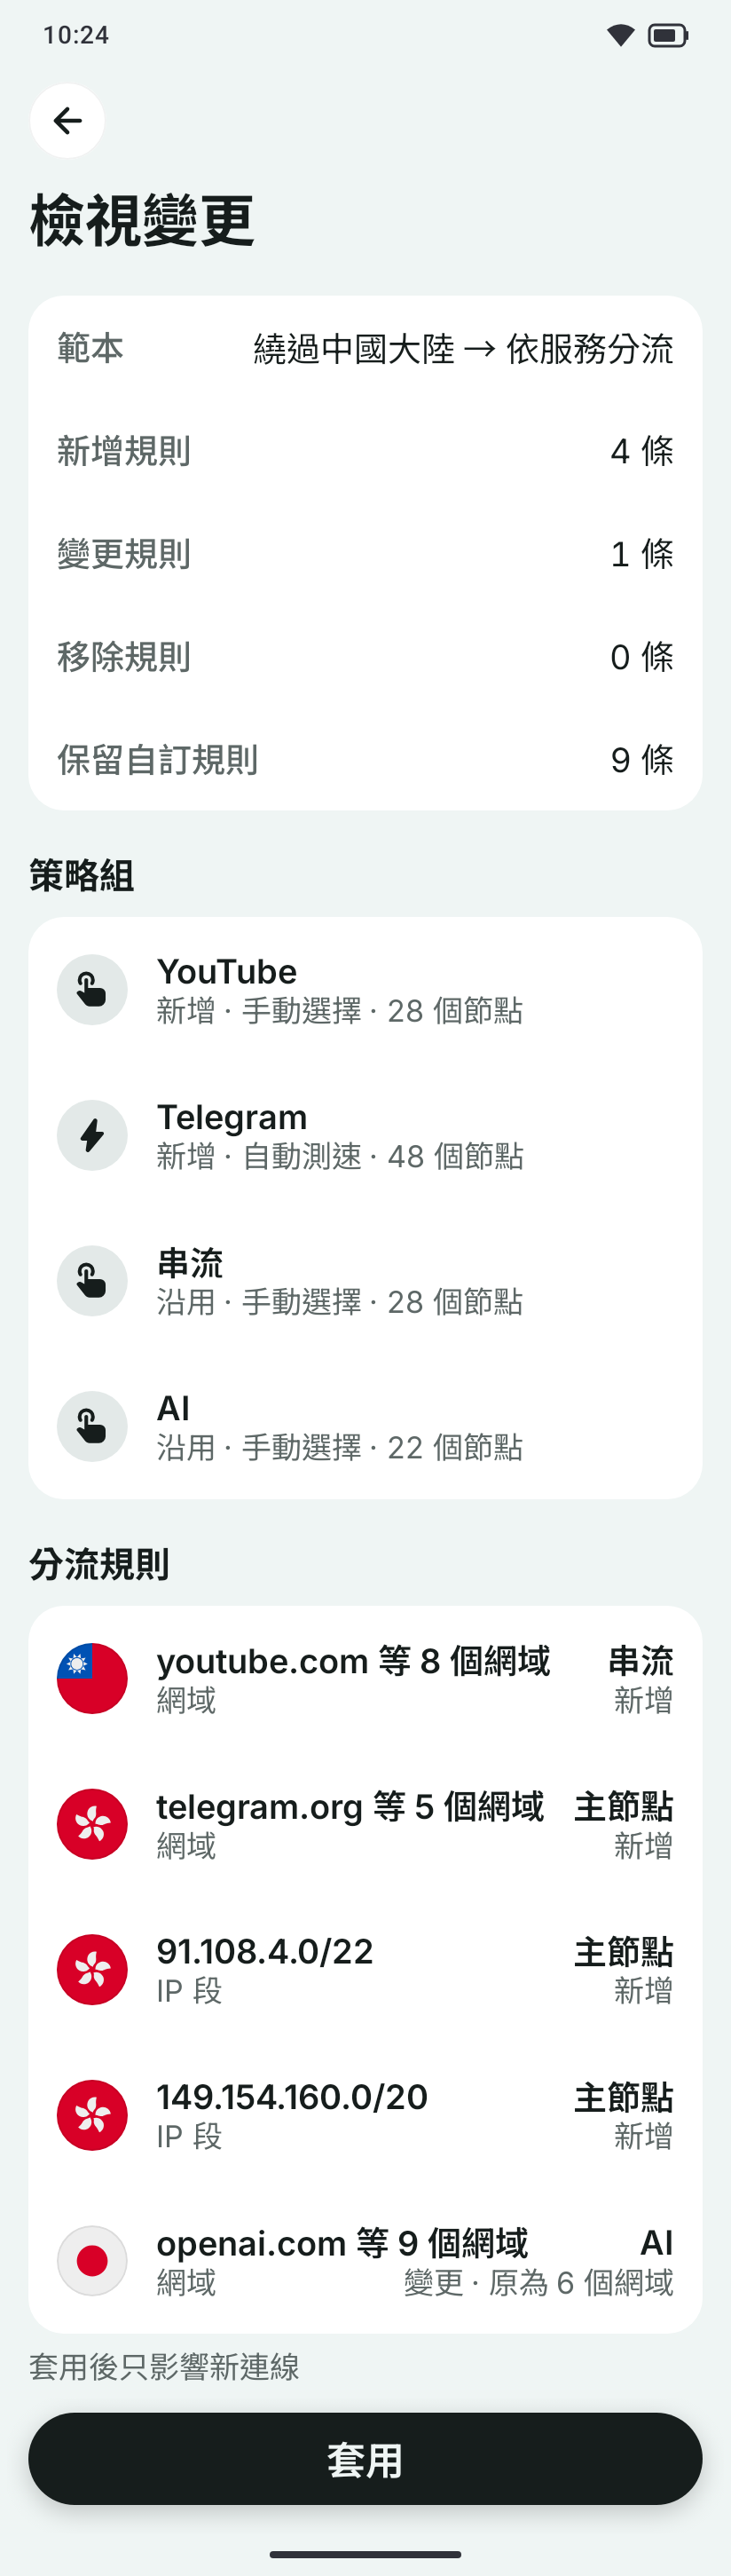 10:24
檢視變更
範本 繞過中國大陸 → 依服務分流
新增規則 4 條
變更規則 1 條
移除規則 0 條
保留自訂規則 9 條
策略組
YouTube
新增 · 手動選擇 · 28 個節點
Telegram
新增 · 自動測速 · 48 個節點
串流
沿用 · 手動選擇 · 28 個節點
AI
沿用 · 手動選擇 · 22 個節點
分流規則
youtube.com 等 8 個網域 串流
網域 新增
telegram.org 等 5 個網域 主節點
網域 新增
91.108.4.0/22 主節點
IP 段 新增
149.154.160.0/20 主節點
IP 段 新增
openai.com 等 9 個網域 AI
網域 變更 · 原為 6 個網域
套用後只影響新連線
套用